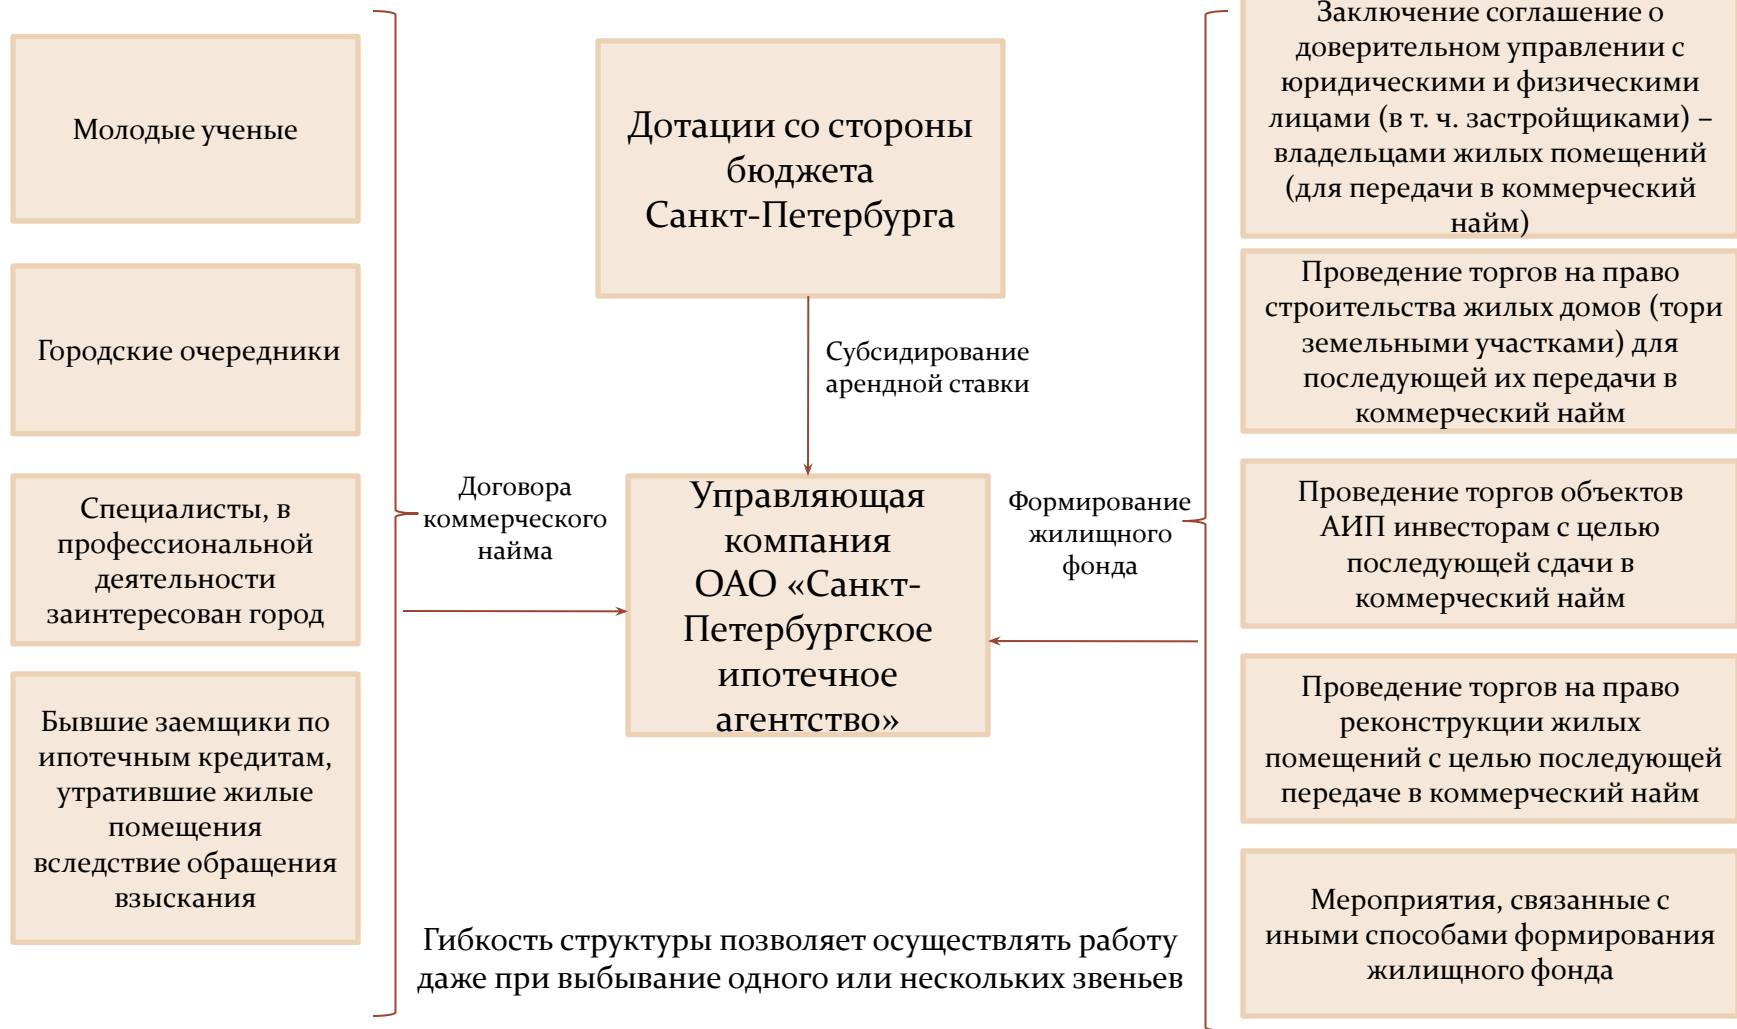 Молодые ученые
Городские очередники
Специалисты, в
профессиональной
деятельности
заинтересован город
Бывшие заемщики по
ипотечным кредитам,
утратившие жилые
помещения
вследствие обращения
взыскания
Договора
коммерческого
найма
Дотации со стороны
бюджета
Санкт-Петербурга
Субсидирование
арендной ставки
Управляющая
компания
ОАО «Санкт-
Петербургское
ипотечное
агентство»
Формирование
жилищного
фонда
Заключение соглашение о
доверительном управлении с
юридическими и физическими
лицами (в т. ч. застройщиками) –
владельцами жилых помещений
(для передачи в коммерческий
найм)
Проведение торгов на право
строительства жилых домов (тори
земельными участками) для
последующей их передачи в
коммерческий найм
Проведение торгов объектов
АИП инвесторам с целью
последующей сдачи в
коммерческий найм
Проведение торгов на право
реконструкции жилых
помещений с целью последующей
передаче в коммерческий найм
Мероприятия, связанные с
иными способами формирования
жилищного фонда
Гибкость структуры позволяет осуществлять работу
даже при выбывание одного или нескольких звеньев